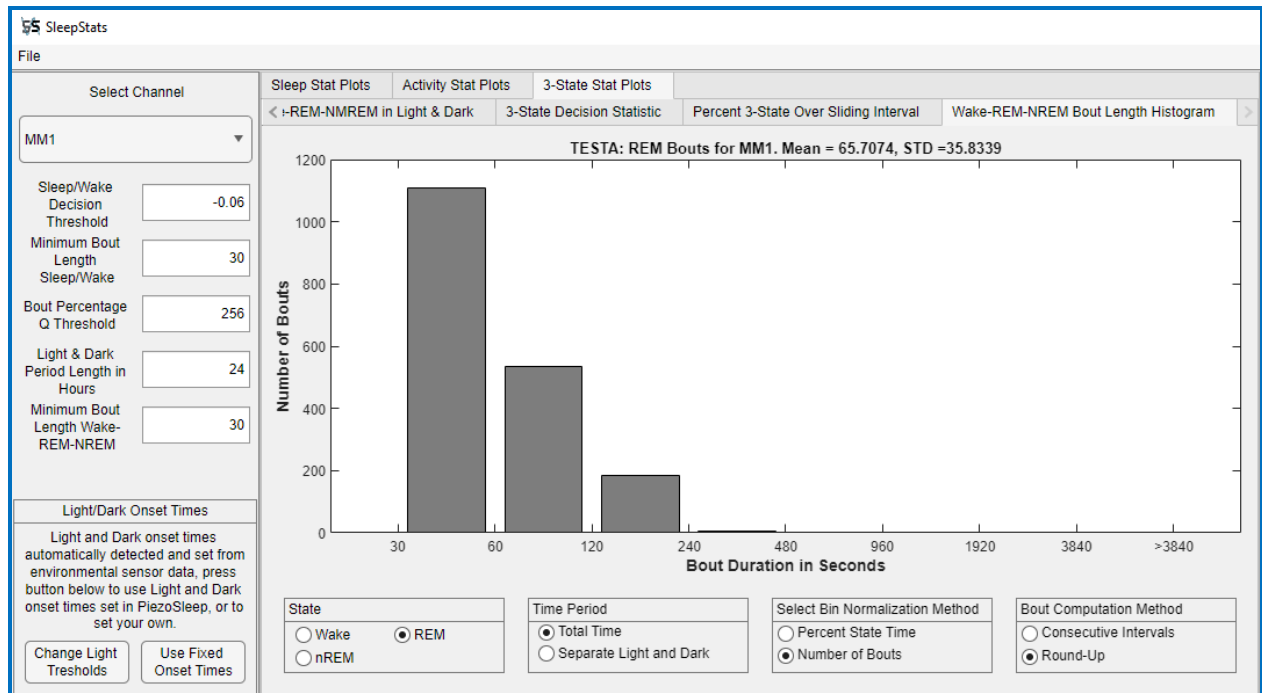 SleepStats
File
Select Channel
MM1
Sleep/Wake
Decision
Threshold
-0.06
Minimum Bout
Length
Sleep/Wake
30
Bout Percentage
Q Threshold
256
Light & Dark
Period Length in
Hours
24
Minimum Bout
Length Wake-
REM-NREM
30
Light/Dark Onset Times
Light and Dark onset times
automatically detected and set from
environmental sensor data, press
button below to use Light and Dark
onset times set in PiezoSleep, or to
set your own.
Change Light
Tresholds
Use Fixed
Onset Times
Sleep Stat Plots
Activity Stat Plots
3-State Stat Plots
e-REM-NMREM in Light & Dark
3-State Decision Statistic
Percent 3-State Over Sliding Interval
Wake-REM-NREM Bout Length Histogram
TESTA: REM Bouts for MM1. Mean = 65.7074, STD =35.8339
1200
1000
800
600
400
200
0
Number of Bouts
30 60 120 240 480 960 1920 3840 >3840
Bout Duration in Seconds
State
Wake
REM
nREM
Time Period
Total Time
Separate Light and Dark
Select Bin Normalization Method
Percent State Time
Number of Bouts
Bout Computation Method
Consecutive Intervals
Round-Up